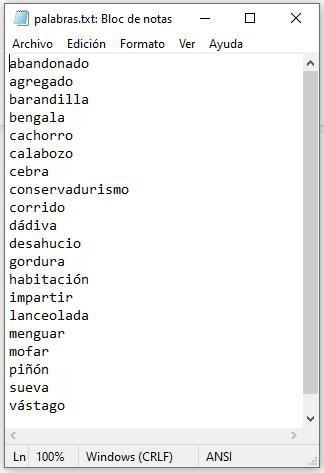 palabras.txt: Bloc de notas
Archivo Edición Formato Ver Ayuda
abandonado
agregado
barandilla
bengala
cachorro
calabozo
cebra
conservadurismo
corrido
dádiva
desahucio
gordura
habitación
impartir
lanceolada
menguar
mofar
piñón
sueva
vástago
Ln 100% Windows (CRLF) ANSI